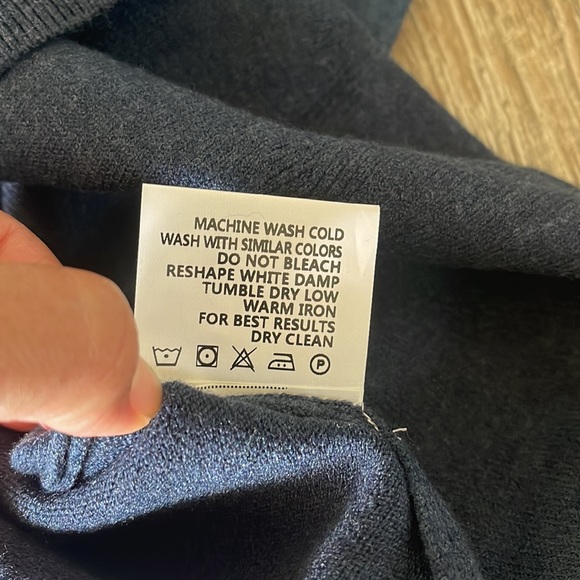 MACHINE WASH COLD
WASH WITH SIMILAR COLORS
DO NOT BLEACH
RESHAPE WHITE DAMP
TUMBLE DRY LOW
WARM IRON
FOR BEST RESULTS
DRY CLEAN
P